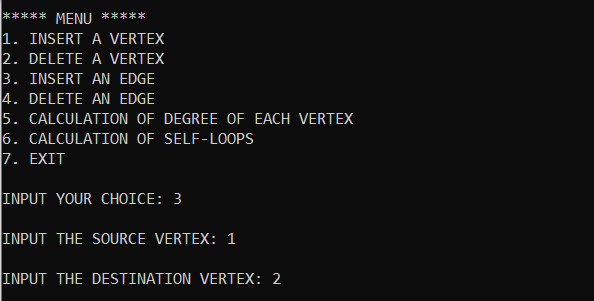 ***** MENU *****
1. INSERT A VERTEX
2. DELETE A VERTEX
3. INSERT AN EDGE
4. DELETE AN EDGE
5. CALCULATION OF DEGREE OF EACH VERTEX
6. CALCULATION OF SELF-LOOPS
7. EXIT
INPUT YOUR CHOICE: 3
INPUT THE SOURCE VERTEX: 1
INPUT THE DESTINATION VERTEX: 2